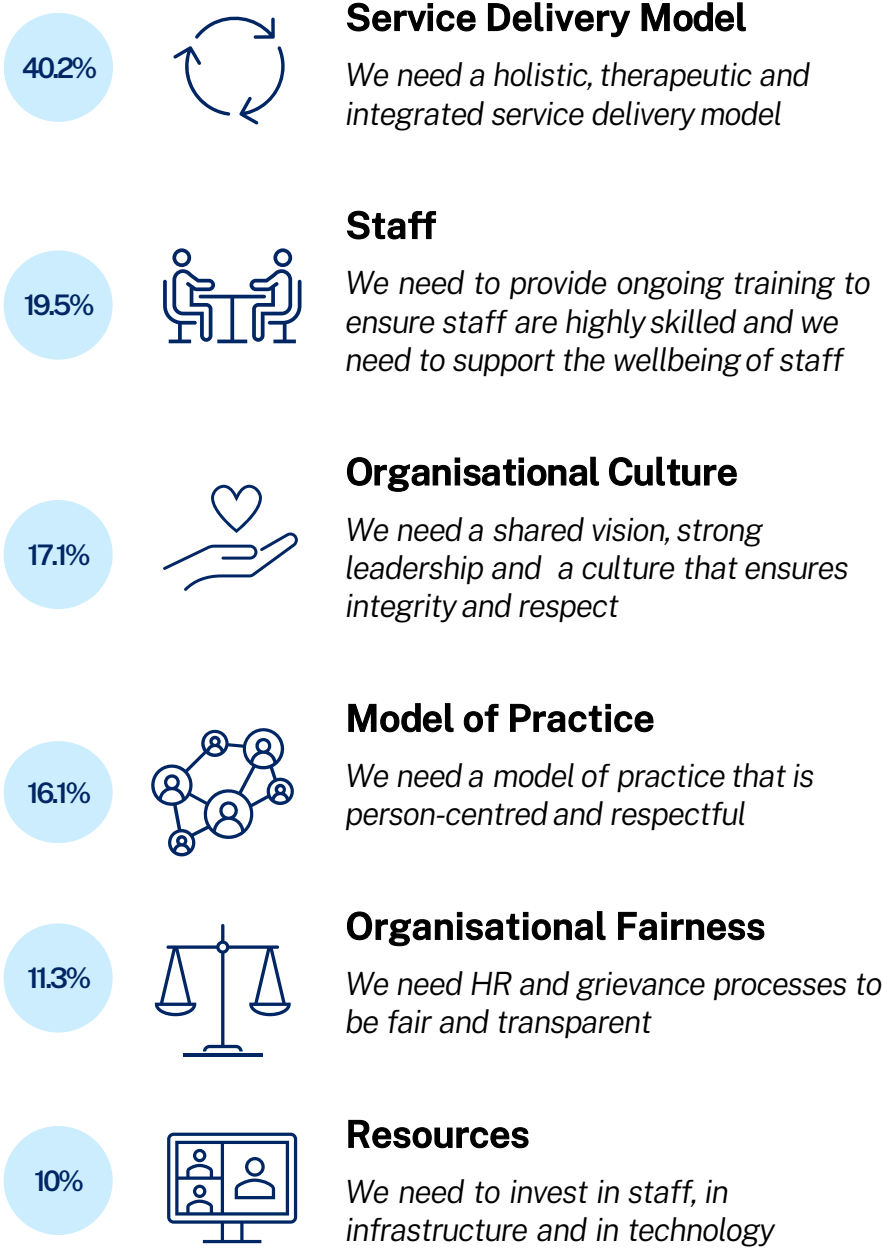 Service Delivery Model
40.2%
We need a holistic, therapeutic and
integrated service delivery model
Staff
19.5%
We need to provide ongoing training to
ensure staff are highly skilled and we
need to support the wellbeing of staff
Organisational Culture
17.1%
We need a shared vision, strong
leadership and  a culture that ensures
integrity and respect
Model of Practice
16.1%
We need a model of practice that is
person-centred and respectful
Organisational Fairness
11.3%
We need HR and grievance processes to
be fair and transparent
Resources
10%
We need to invest in staff, in
infrastructure and in technology